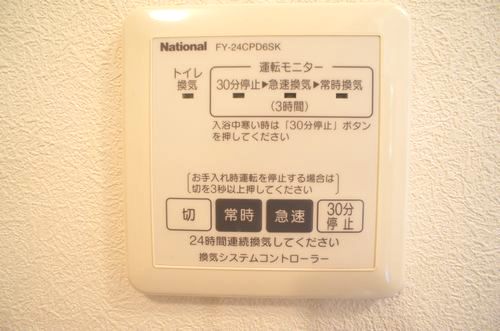 National FY-24CPD6SK
運転モニター
トイレ
換気
30分停止▶急速換気▶常時換気
(3時間)
入浴中寒い時は「30分停止」ボタン
を押してください
お手入れ時運転を停止する場合は
切を3秒以上押してください
切 常時 急速 30分
停止
24時間連続換気してください
換気システムコントローラー